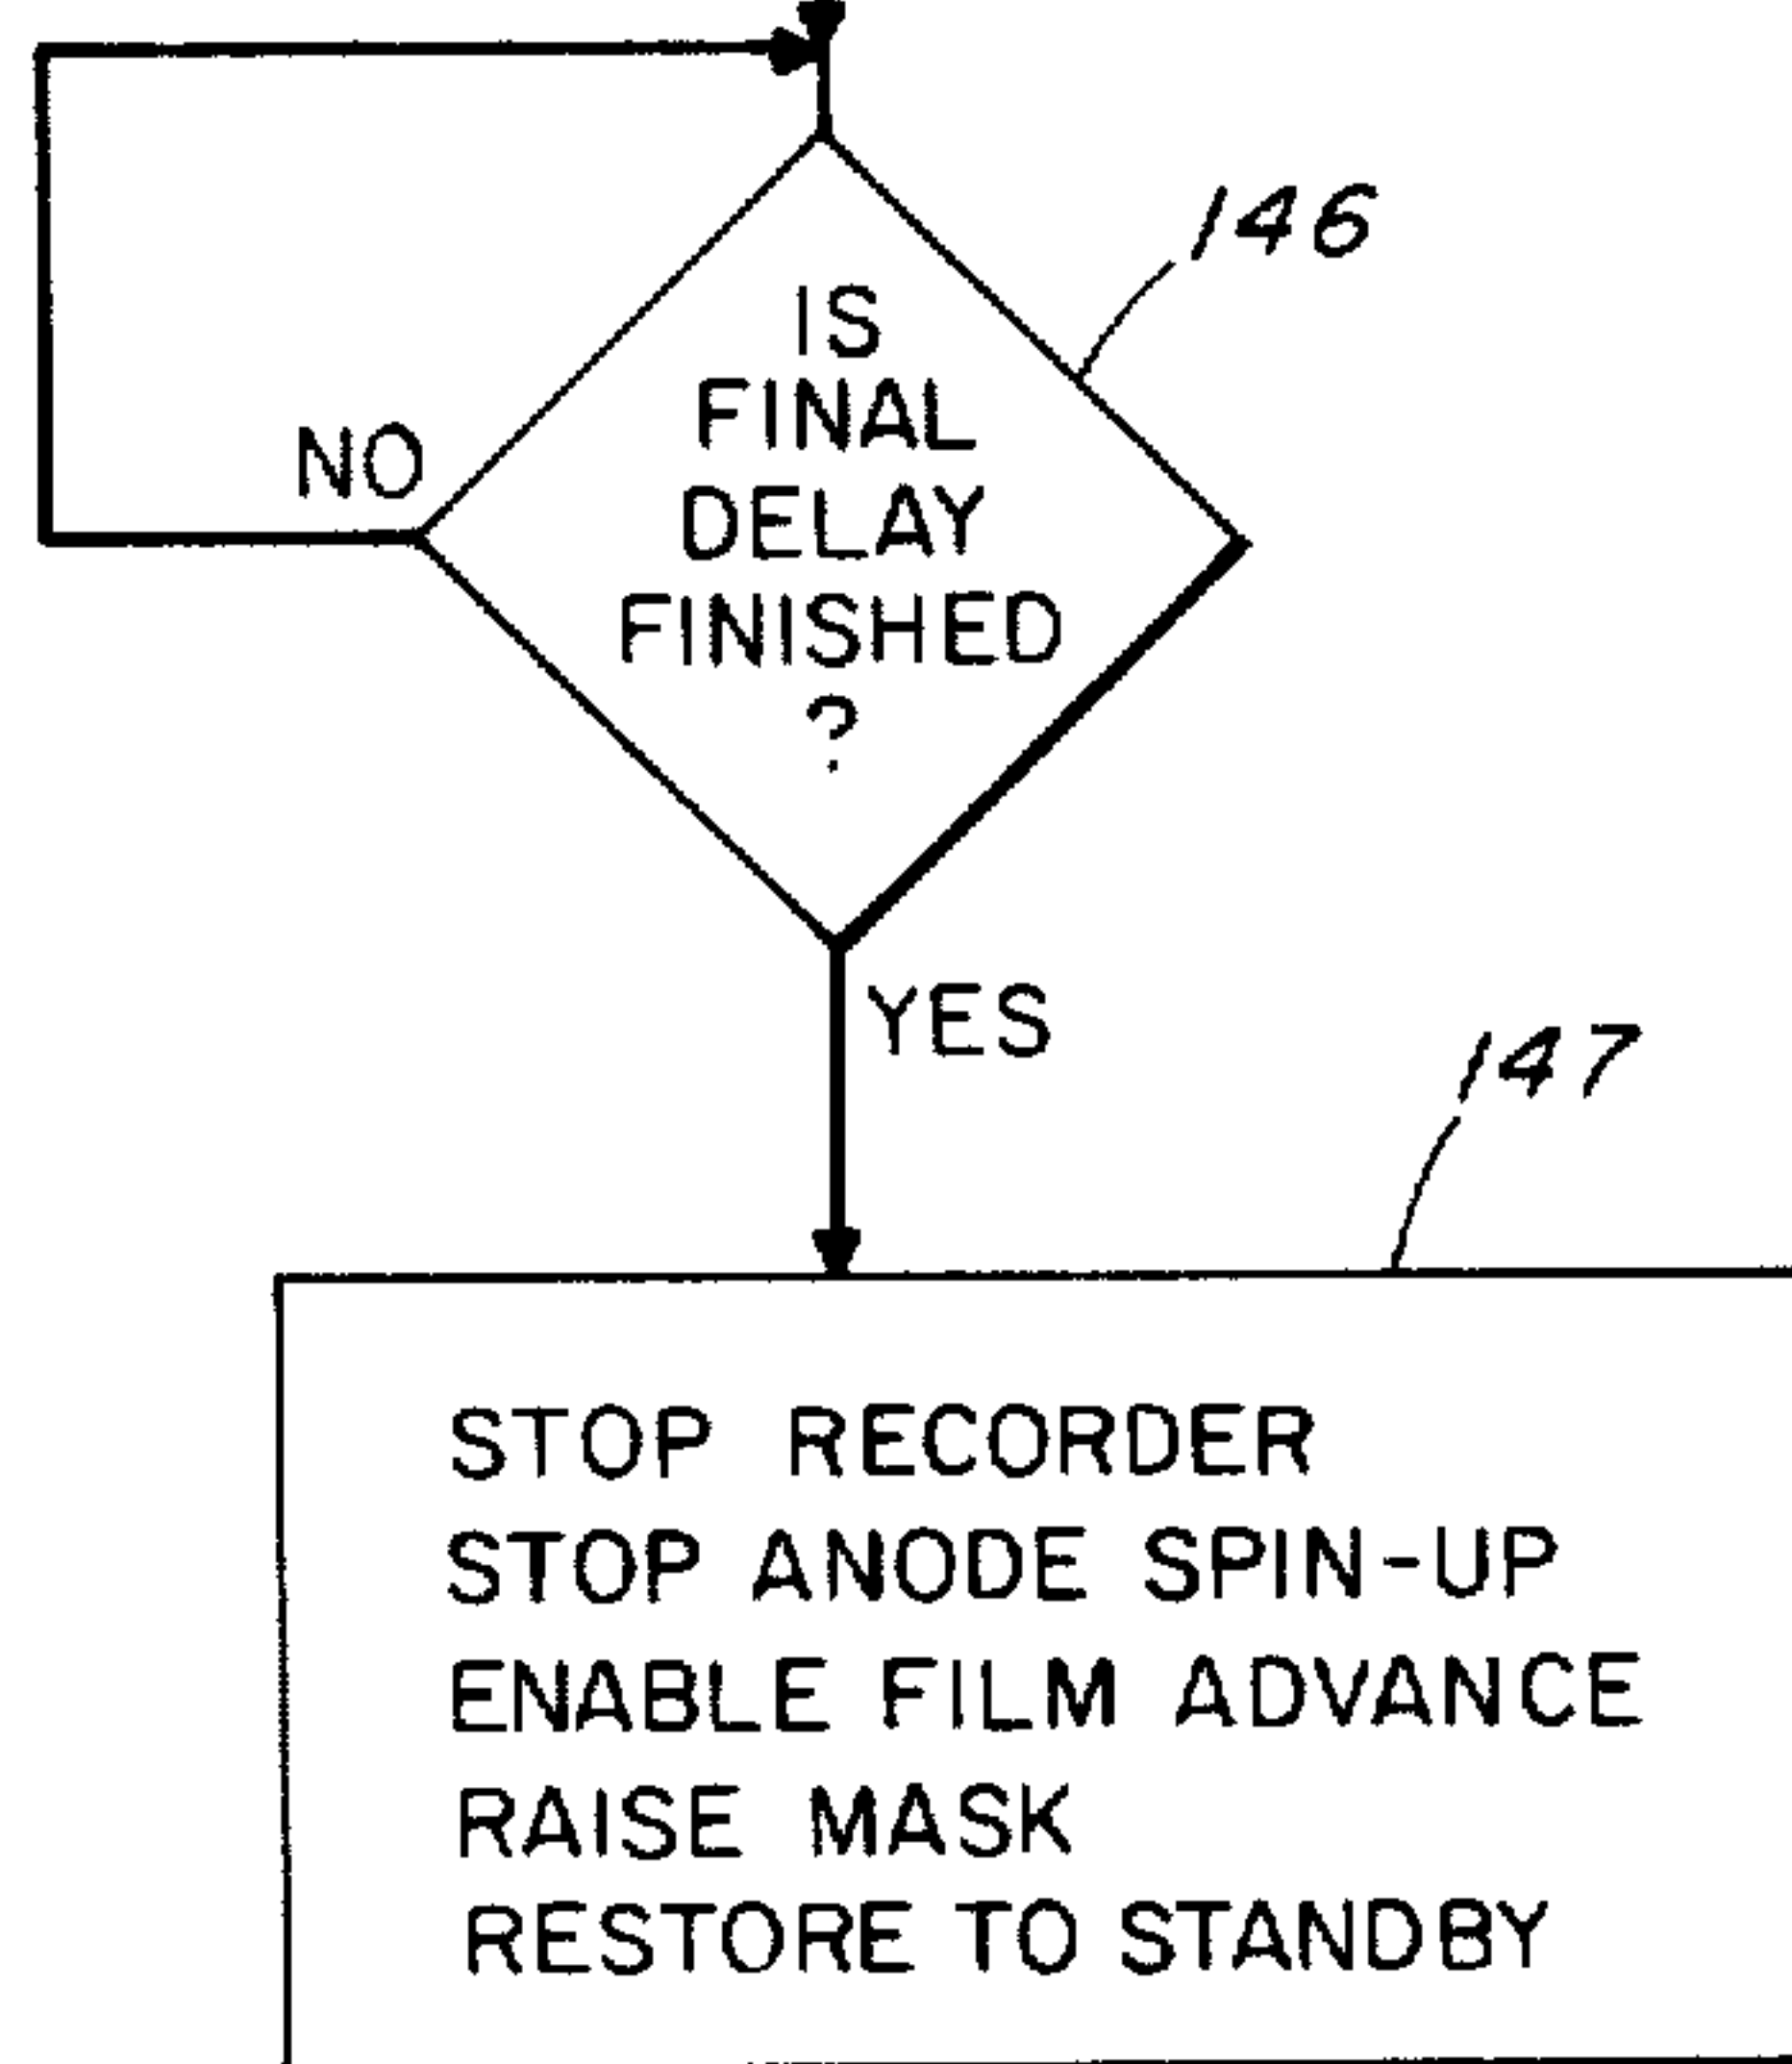 146
IS
FINAL
DELAY
FINISHED
?
NO
YES
147
STOP RECORDER
STOP ANODE SPIN-UP
ENABLE FILM ADVANCE
RAISE MASK
RESTORE TO STANDBY